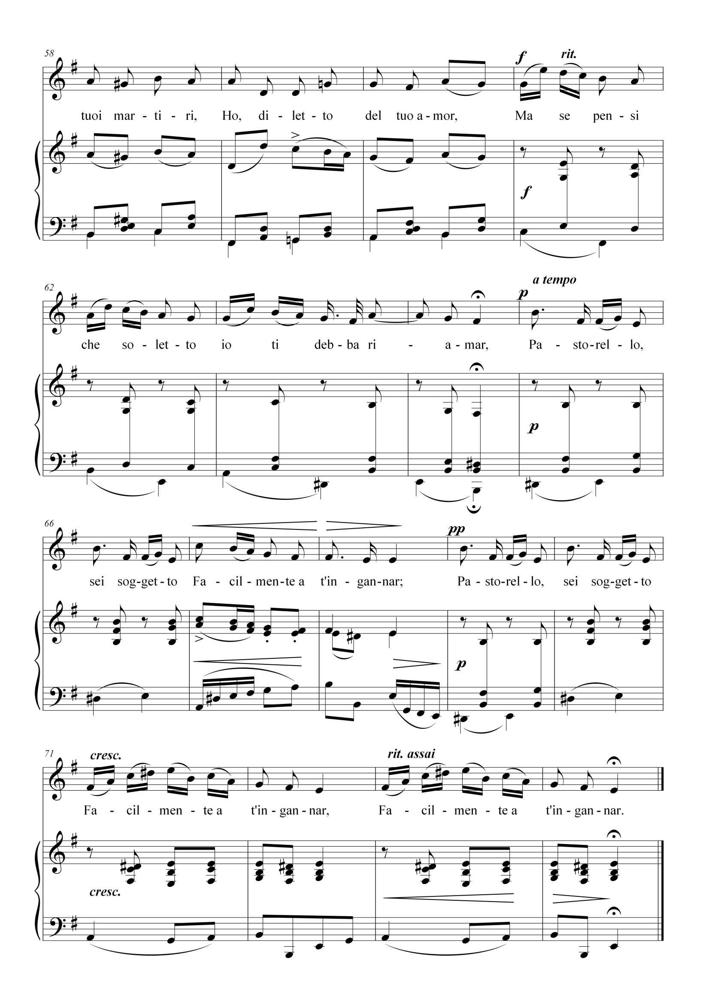 58
f rit.
tuoi mar - ti - ri, Ho, di - let - to del tuo a - mor, Ma se pen - si
f
a tempo
62
p
che so - let - to io ti deb - ba ri - a - mar, Pa - sto - rel - lo,
p
66
pp
sei sog - get - to Fa - cil - men - te a t'in - gan - nar; Pa - sto - rel - lo, sei sog - get - to
p
71 cresc. rit. assai
Fa - cil - men - te a t'in - gan - nar, Fa - cil - men - te a t'in - gan - nar.
cresc.